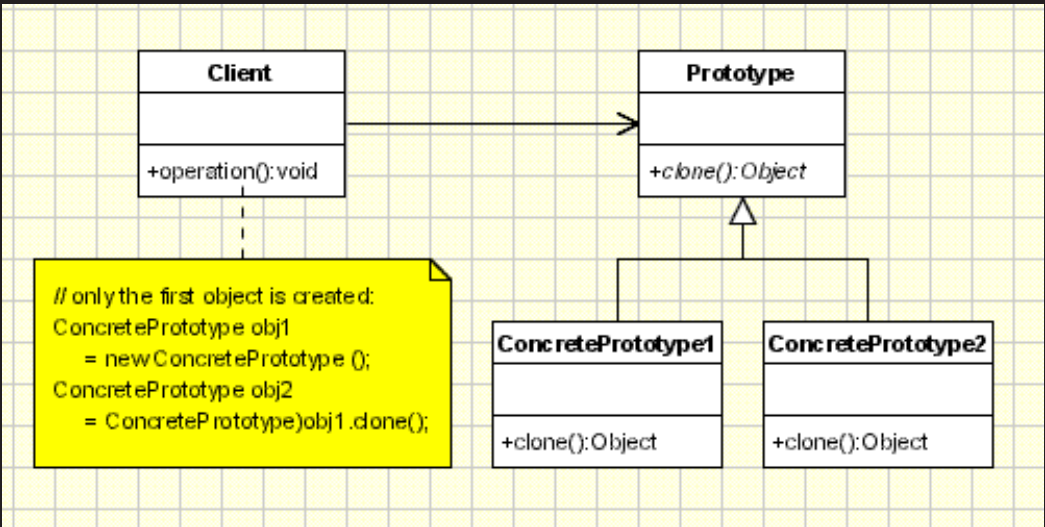 Client
+operation():void
Prototype
+clone():Object
// only the first object is created:
ConcretePrototype obj1
= new ConcretePrototype ();
ConcretePrototype obj2
= ConcretePrototype)obj1.clone();
ConcretePrototype1
+clone():Object
ConcretePrototype2
+clone():Object